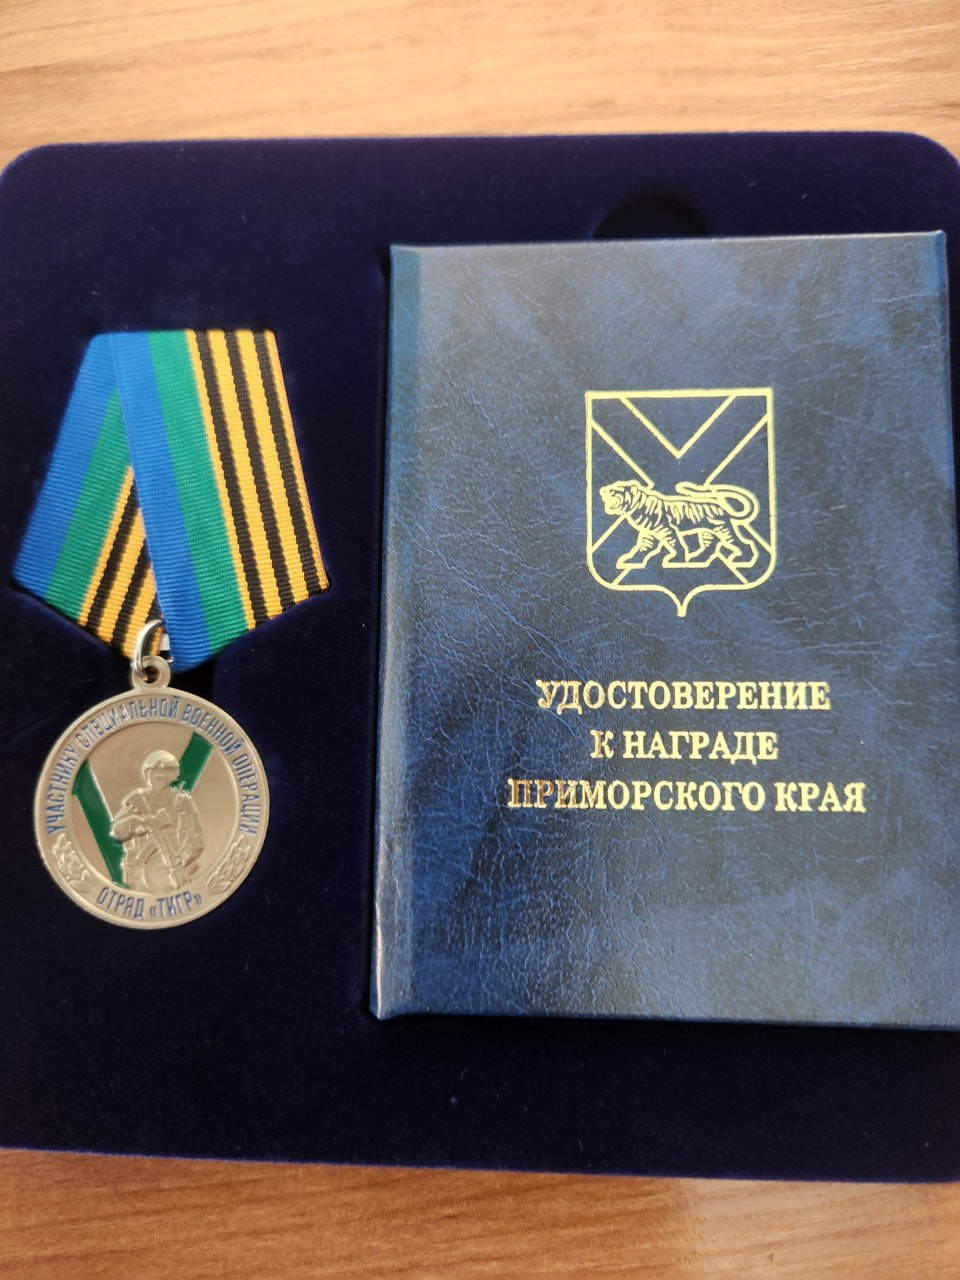 УЧАСТНИКУ СПЕЦИАЛЬНОЙ ВОЕННОЙ ОПЕРАЦИИ
ОТРЯД «ТИГР»
УДОСТОВЕРЕНИЕ
К НАГРАДЕ
ПРИМОРСКОГО КРАЯ